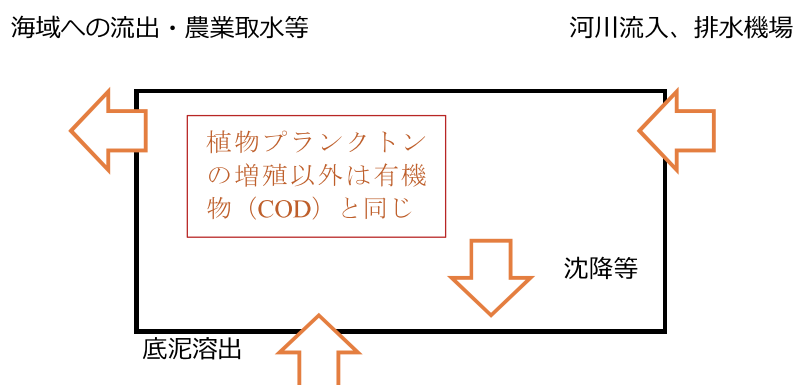 海域への流出・農業取水等
河川流入、排水機場
植物プランクトン
の増殖以外は有機
物（COD）と同じ
沈降等
底泥溶出